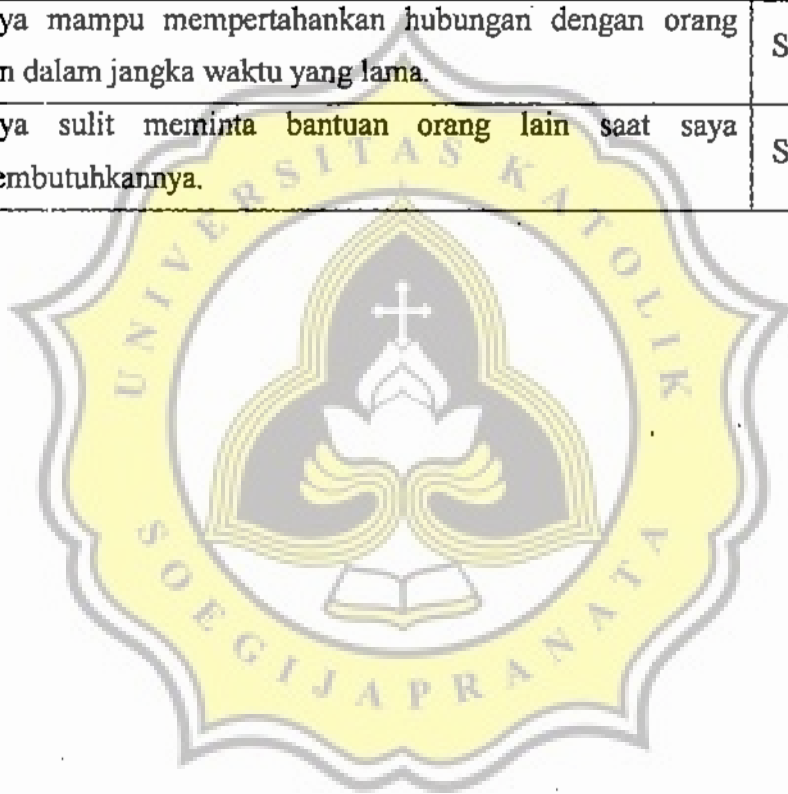 ya mampu mempertahankan hubungan dengan orang
n dalam jangka waktu yang lama.
S
ya sulit meminta bantuan orang lain saat saya
embutuhkannya.
S
UNIVERSITAS KATOLIK
SOEGIJAPRANATA